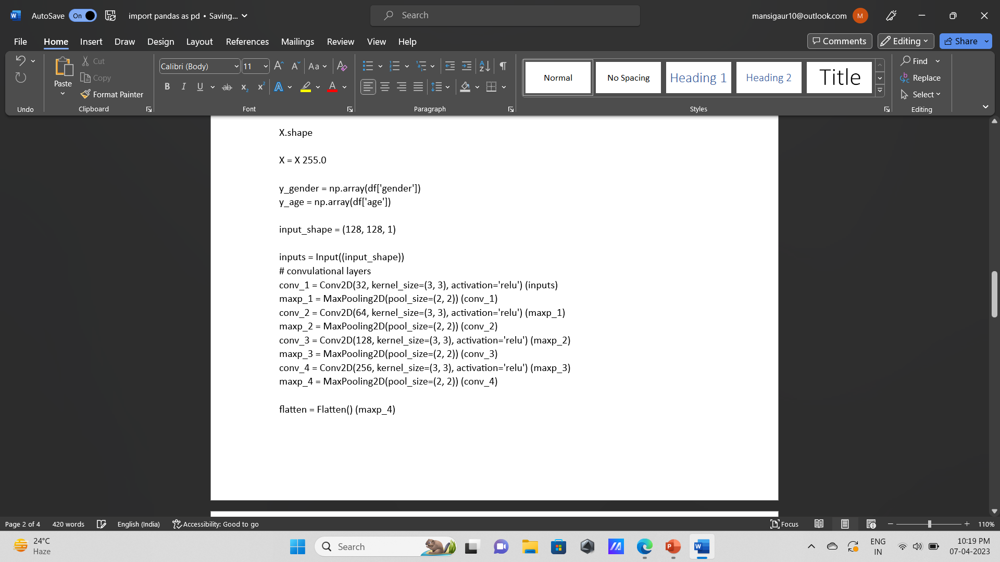 AutoSave On import pandas as pd • Saving... Search mansigaur10@outlook.com M
File Home Insert Draw Design Layout References Mailings Review View Help Comments Editing Share
Paste Cut Copy Format Painter
Calibri (Body) 11 Aa
Normal No Spacing Heading 1 Heading 2 Title
Find Replace Select
Undo Clipboard Font Paragraph Styles Editing
X.shape
X = X 255.0
y_gender = np.array(df['gender'])
y_age = np.array(df['age'])
input_shape = (128, 128, 1)
inputs = Input((input_shape))
# convulational layers
conv_1 = Conv2D(32, kernel_size=(3, 3), activation='relu') (inputs)
maxp_1 = MaxPooling2D(pool_size=(2, 2)) (conv_1)
conv_2 = Conv2D(64, kernel_size=(3, 3), activation='relu') (maxp_1)
maxp_2 = MaxPooling2D(pool_size=(2, 2)) (conv_2)
conv_3 = Conv2D(128, kernel_size=(3, 3), activation='relu') (maxp_2)
maxp_3 = MaxPooling2D(pool_size=(2, 2)) (conv_3)
conv_4 = Conv2D(256, kernel_size=(3, 3), activation='relu') (maxp_3)
maxp_4 = MaxPooling2D(pool_size=(2, 2)) (conv_4)
flatten = Flatten() (maxp_4)
Page 2 of 4 420 words English (India) Accessibility: Good to go Focus 110%
24°C
Haze
Search
ENG
IN
10:19 PM
07-04-2023